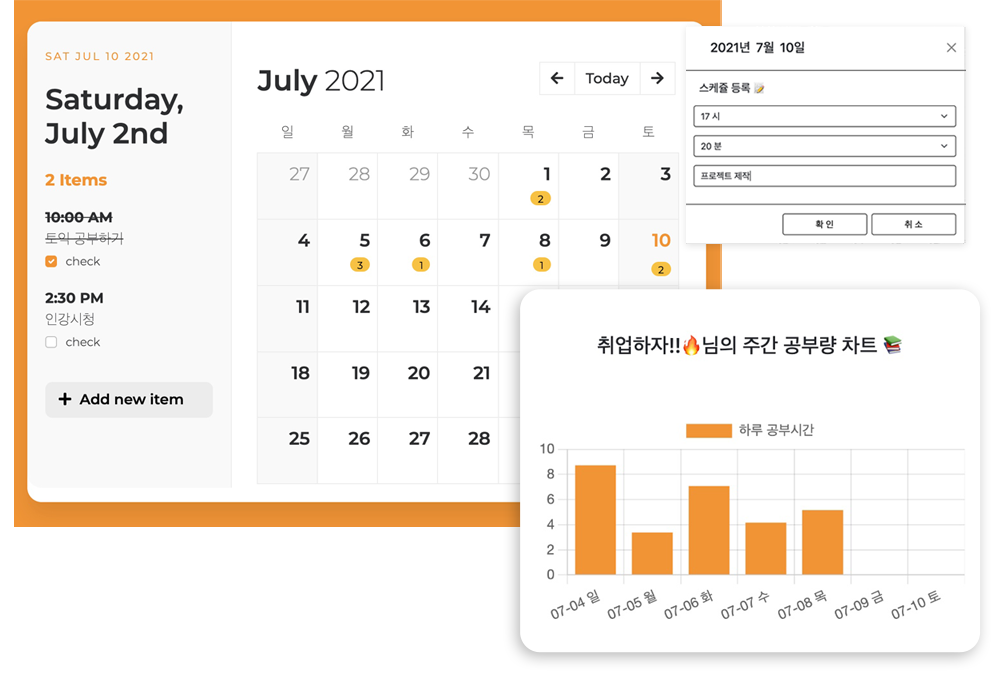 SAT JUL 10 2021
Saturday,
July 2nd
2 Items
10:00 AM
토익 공부하기
check
2:30 PM
인강시청
check
+ Add new item
July 2021
← Today →
일 월 화 수 목 금 토
27 28 29 30 1 2 3
2
4 5 6 7 8 9 10
3 1 1 2
11 12 13 14
18 19 20 21
25 26 27 28
2021년 7월 10일
스케쥴 등록 📝
17 시
20 분
프로젝트 제작
확인 취소
취업하자!!🔥님의 주간 공부량 차트 📚
하루 공부시간
10
8
6
4
2
0
07-04 일 07-05 월 07-06 화 07-07 수 07-08 목 07-09 금 07-10 토